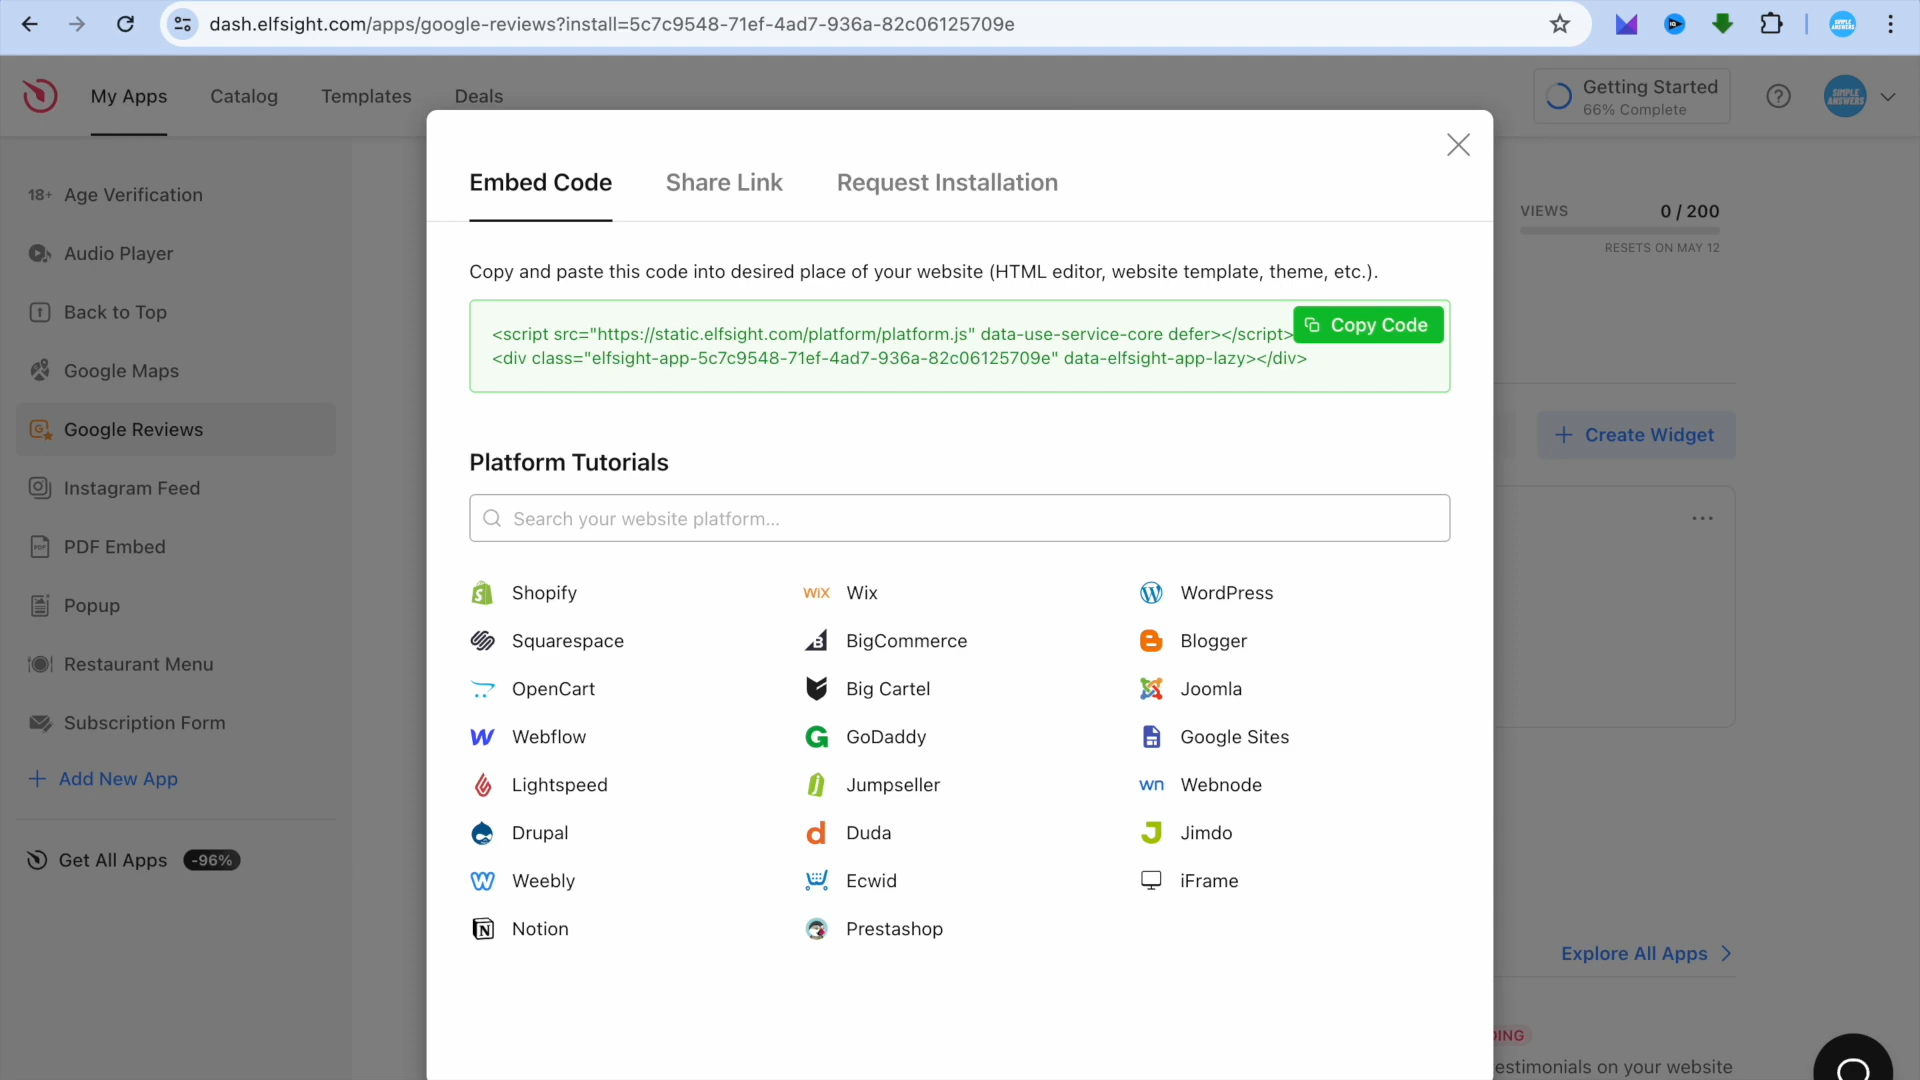 dash.elfsight.com/apps/google-reviews?install=5c7c9548-71ef-4ad7-936a-82c06125709e
My Apps
Catalog
Templates
Deals
Getting Started
66% Complete
SIMPLE ANSWERS
18+ Age Verification
Audio Player
Back to Top
Google Maps
Google Reviews
Instagram Feed
PDF Embed
Popup
Restaurant Menu
Subscription Form
Add New App
Get All Apps -96%
Embed Code
Share Link
Request Installation
Copy and paste this code into desired place of your website (HTML editor, website template, theme, etc.).
<script src="https://static.elfsight.com/platform/platform.js" data-use-service-core defer></script>
<div class="elfsight-app-5c7c9548-71ef-4ad7-936a-82c06125709e" data-elfsight-app-lazy></div>
Copy Code
Platform Tutorials
Search your website platform...
Shopify
WIX Wix
WordPress
Squarespace
BigCommerce
Blogger
OpenCart
Big Cartel
Joomla
Webflow
GoDaddy
Google Sites
Lightspeed
Jumpseller
wn Webnode
Drupal
Duda
Jimdo
Weebly
Ecwid
iFrame
Notion
Prestashop
VIEWS 0 / 200
RESETS ON MAY 12
Create Widget
Explore All Apps
DING
estimonials on your website